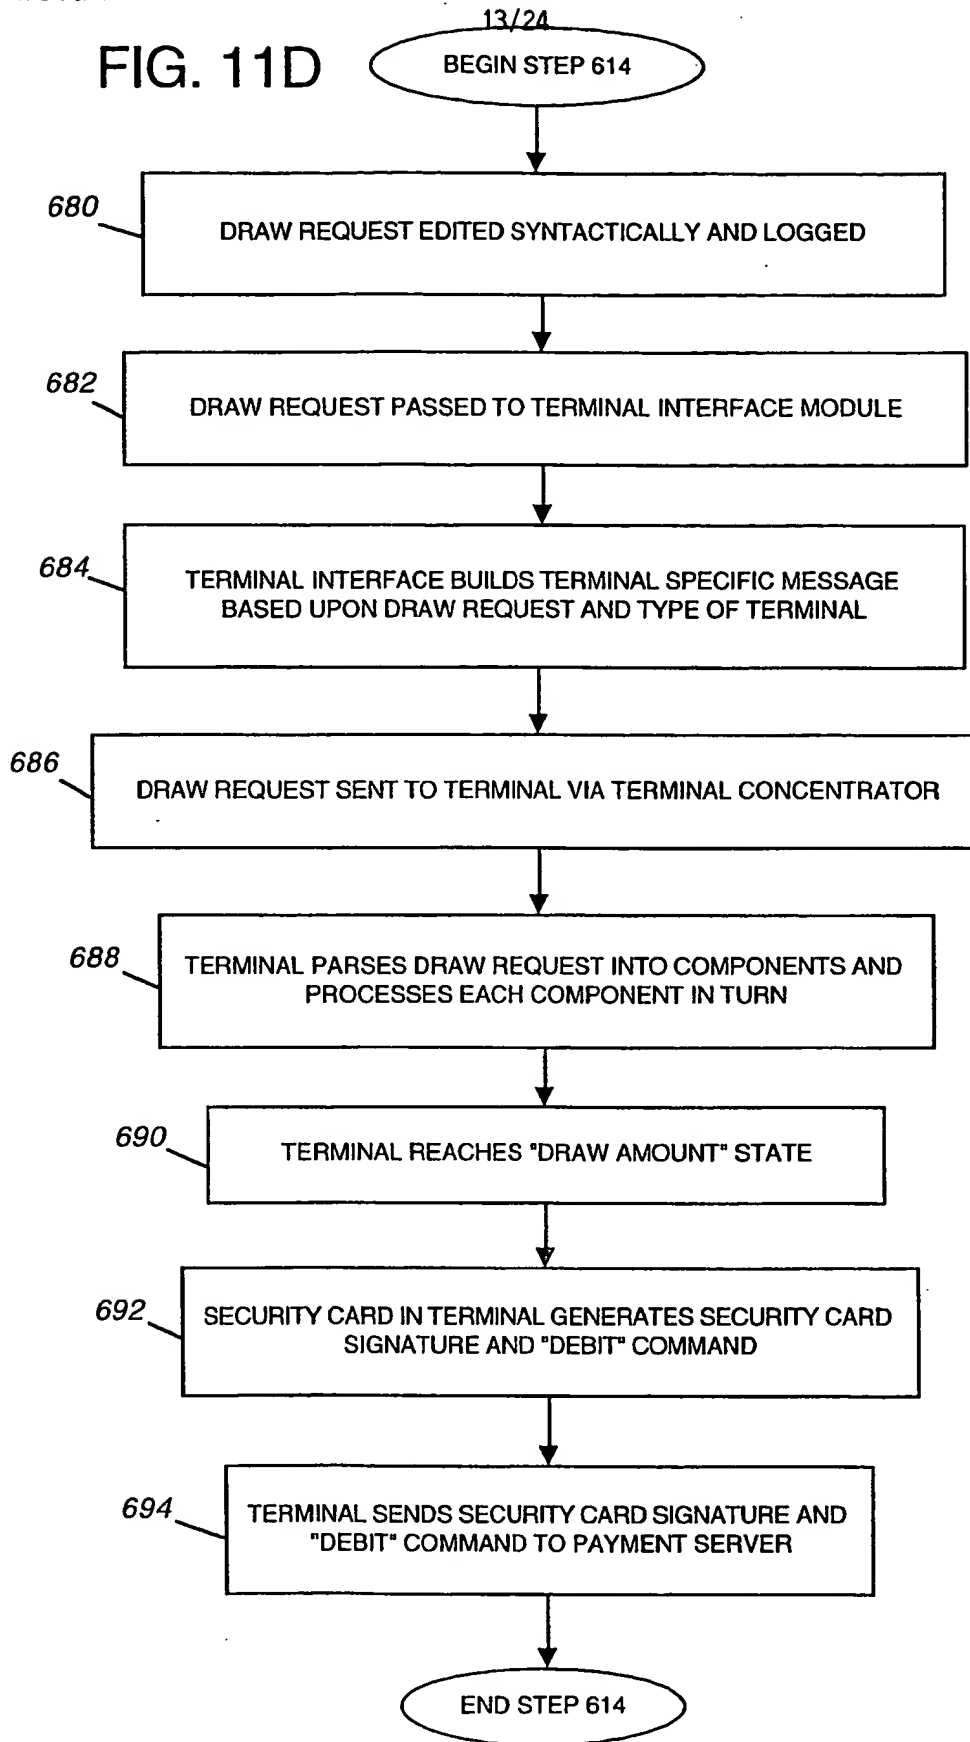 13/24
FIG. 11D
BEGIN STEP 614
680
DRAW REQUEST EDITED SYNTACTICALLY AND LOGGED
682
DRAW REQUEST PASSED TO TERMINAL INTERFACE MODULE
684
TERMINAL INTERFACE BUILDS TERMINAL SPECIFIC MESSAGE
BASED UPON DRAW REQUEST AND TYPE OF TERMINAL
686
DRAW REQUEST SENT TO TERMINAL VIA TERMINAL CONCENTRATOR
688
TERMINAL PARSES DRAW REQUEST INTO COMPONENTS AND
PROCESSES EACH COMPONENT IN TURN
690
TERMINAL REACHES "DRAW AMOUNT" STATE
692
SECURITY CARD IN TERMINAL GENERATES SECURITY CARD
SIGNATURE AND "DEBIT" COMMAND
694
TERMINAL SENDS SECURITY CARD SIGNATURE AND
"DEBIT" COMMAND TO PAYMENT SERVER
END STEP 614